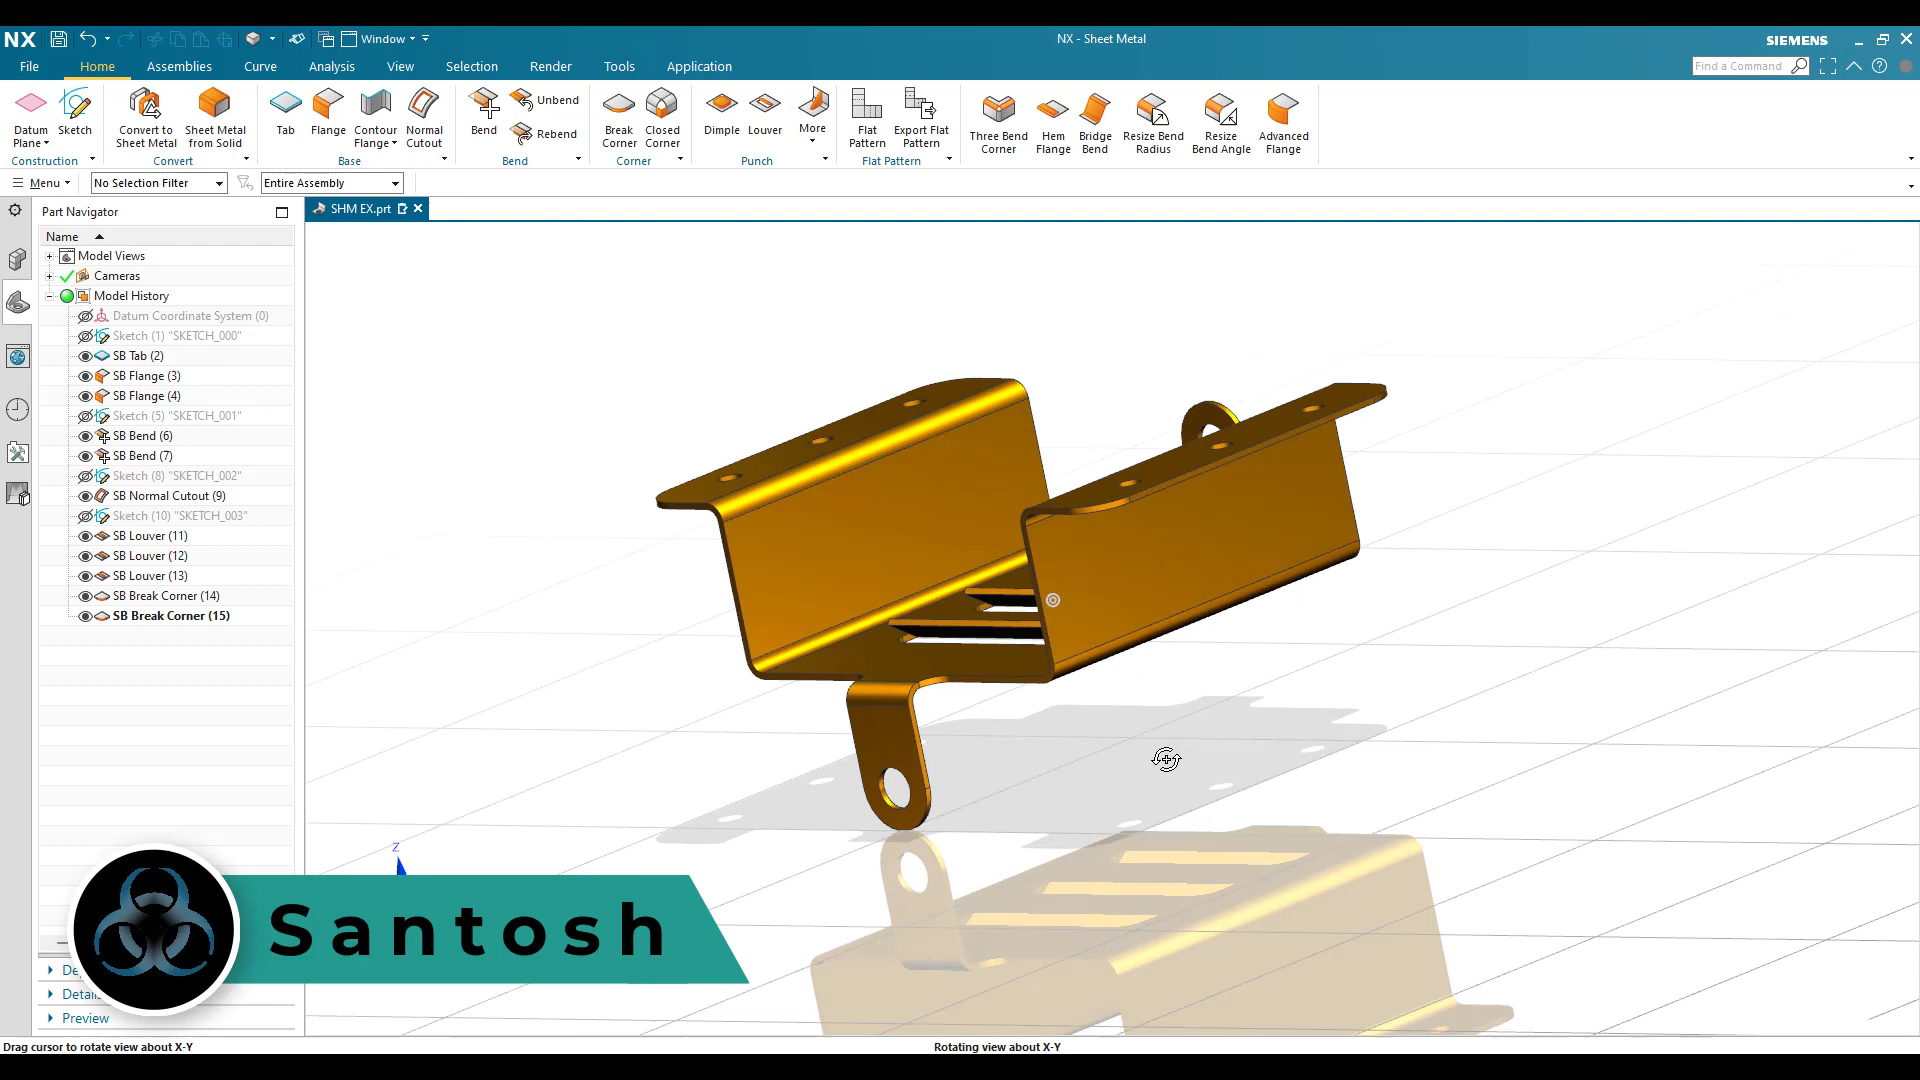 NX
Window
NX - Sheet Metal
SIEMENS
File
Home
Assemblies
Curve
Analysis
View
Selection
Render
Tools
Application
Find a Command
Datum Plane
Sketch
Convert to Sheet Metal
Sheet Metal from Solid
Tab
Flange
Contour Flange
Normal Cutout
Bend
Unbend
Rebend
Break Corner
Closed Corner
Dimple
Louver
More
Flat Pattern
Export Flat Pattern
Three Bend Corner
Hem Flange
Bridge Bend
Resize Bend Radius
Resize Bend Angle
Advanced Flange
Construction
Convert
Base
Bend
Corner
Punch
Flat Pattern
Menu
No Selection Filter
Entire Assembly
Part Navigator
SHM EX.prt
Name
Model Views
Cameras
Model History
Datum Coordinate System (0)
Sketch (1) "SKETCH_000"
SB Tab (2)
SB Flange (3)
SB Flange (4)
Sketch (5) "SKETCH_001"
SB Bend (6)
SB Bend (7)
Sketch (8) "SKETCH_002"
SB Normal Cutout (9)
Sketch (10) "SKETCH_003"
SB Louver (11)
SB Louver (12)
SB Louver (13)
SB Break Corner (14)
SB Break Corner (15)
Z
Santosh
Preview
Drag cursor to rotate view about X-Y
Rotating view about X-Y